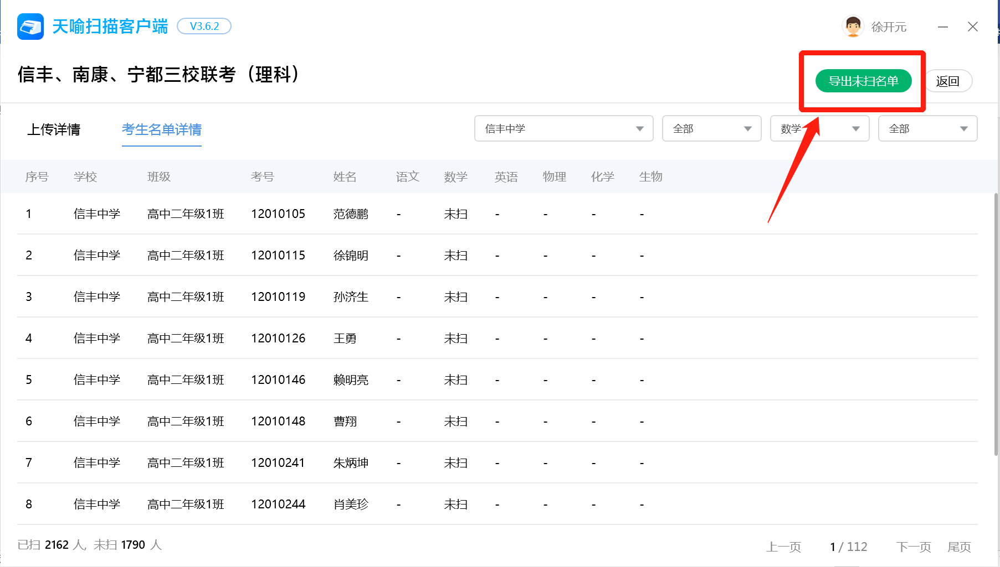 天喻扫描客户端 V3.6.2 徐开元
信丰、南康、宁都三校联考（理科） 导出未扫名单 返回
上传详情 考生名单详情 信丰中学 全部 数学 全部
序号 学校 班级 考号 姓名 语文 数学 英语 物理 化学 生物
1 信丰中学 高中二年级1班 12010105 范德鹏 - 未扫 - - - -
2 信丰中学 高中二年级1班 12010115 徐锦明 - 未扫 - - - -
3 信丰中学 高中二年级1班 12010119 孙济生 - 未扫 - - - -
4 信丰中学 高中二年级1班 12010126 王勇 - 未扫 - - - -
5 信丰中学 高中二年级1班 12010146 赖明亮 - 未扫 - - - -
6 信丰中学 高中二年级1班 12010148 曹翔 - 未扫 - - - -
7 信丰中学 高中二年级1班 12010241 朱炳坤 - 未扫 - - - -
8 信丰中学 高中二年级1班 12010244 肖美珍 - 未扫 - - - -
已扫 2162 人, 未扫 1790 人 上一页 1 / 112 下一页 尾页